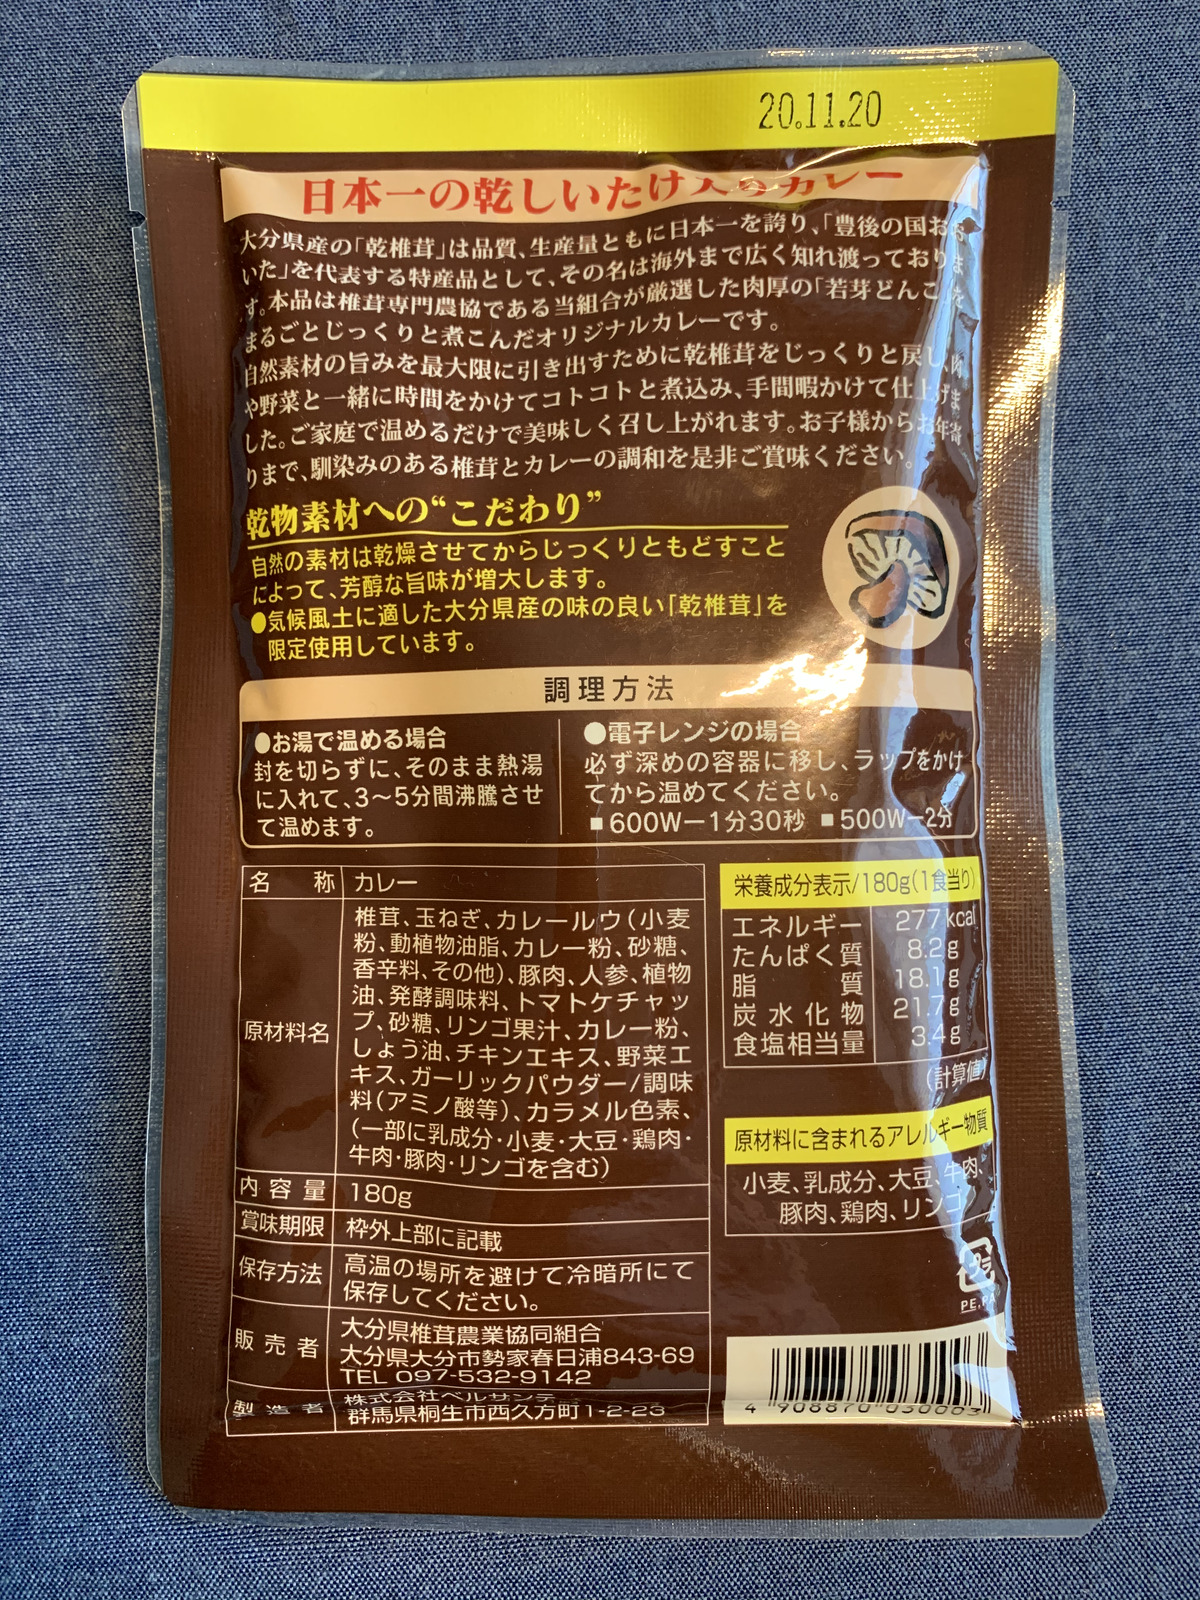 20.11.20
日本一の乾しいたけ入りカレー
大分県産の「乾椎茸」は品質、生産量ともに日本一を誇り、「豊後の国おお
いた」を代表する特産品として、その名は海外まで広く知れ渡っておりま
す。本品は椎茸専門農協である当組合が厳選した肉厚の「若芽どんこ」を
まるごとじっくりと煮こんだオリジナルカレーです。
自然素材の旨みを最大限に引き出すために乾椎茸をじっくりと戻し、肉
や野菜と一緒に時間をかけてコトコトと煮込み、手間暇かけて仕上げま
した。ご家庭で温めるだけで美味しく召し上がれます。お子様からお年寄
りまで、馴染みのある椎茸とカレーの調和を是非ご賞味ください。
乾物素材への“こだわり”
自然の素材は乾燥させてからじっくりともどすこと
によって、芳醇な旨味が増大します。
●気候風土に適した大分県産の味の良い「乾椎茸」を
限定使用しています。
調理方法
●お湯で温める場合
封を切らずに、そのまま熱湯
に入れて、3〜5分間沸騰させ
て温めます。
●電子レンジの場合
必ず深めの容器に移し、ラップをかけ
てから温めてください。
■600Wー1分30秒 ■500Wー2分
名称 カレー
原材料名
椎茸、玉ねぎ、カレールウ(小麦
粉、動植物油脂、カレー粉、砂糖、
香辛料、その他)、豚肉、人参、植物
油、発酵調味料、トマトケチャッ
プ、砂糖、リンゴ果汁、カレー粉、
しょう油、チキンエキス、野菜エ
キス、ガーリックパウダー/調味
料(アミノ酸等)、カラメル色素、
(一部に乳成分・小麦・大豆・鶏肉・
牛肉・豚肉・リンゴを含む)
内容量 180g
賞味期限 枠外上部に記載
保存方法
高温の場所を避けて冷暗所にて
保存してください。
販売者
大分県椎茸農業協同組合
大分県大分市勢家春日浦843-69
TEL 097-532-9142
製造者
株式会社ベルサンテ
群馬県桐生市西久方町1-2-23
栄養成分表示/180g(1食当り)
エネルギー 277kcal
たんぱく質 8.2g
脂質 18.1g
炭水化物 21.7g
食塩相当量 3.4g
(計算値)
原材料に含まれるアレルギー物質
小麦、乳成分、大豆、牛肉、
豚肉、鶏肉、リンゴ
プラ
PE,PA
4 908870 030003